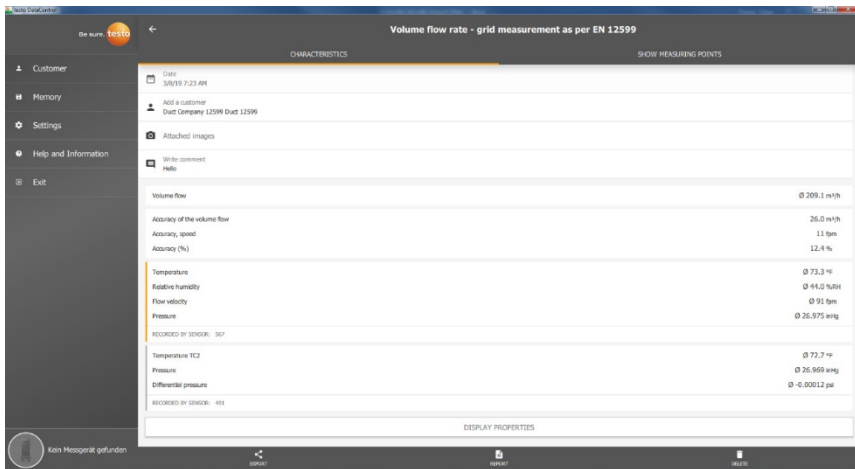 testo DataControl
Be sure. testo
Customer
Memory
Settings
Help and Information
Exit
Kein Messgerät gefunden
Volume flow rate - grid measurement as per EN 12599
CHARACTERISTICS
SHOW MEASURING POINTS
Date
3/8/19 7:23 AM
Add a customer
Duct Company 12599 Duct 12599
Attached images
Write comment
Hello
Volume flow Ø 209.1 m³/h
Accuracy of the volume flow 26.0 m³/h
Accuracy, speed 11 fpm
Accuracy (%) 12.4 %
Temperature Ø 73.3 °F
Relative humidity Ø 44.0 %RH
Flow velocity Ø 91 fpm
Pressure Ø 26.975 inHg
RECORDED BY SENSOR: 567
Temperature TC2 Ø 72.7 °F
Pressure Ø 26.969 inHg
Differential pressure Ø -0.00012 psi
RECORDED BY SENSOR: 491
DISPLAY PROPERTIES
EXPORT
REPORT
DELETE